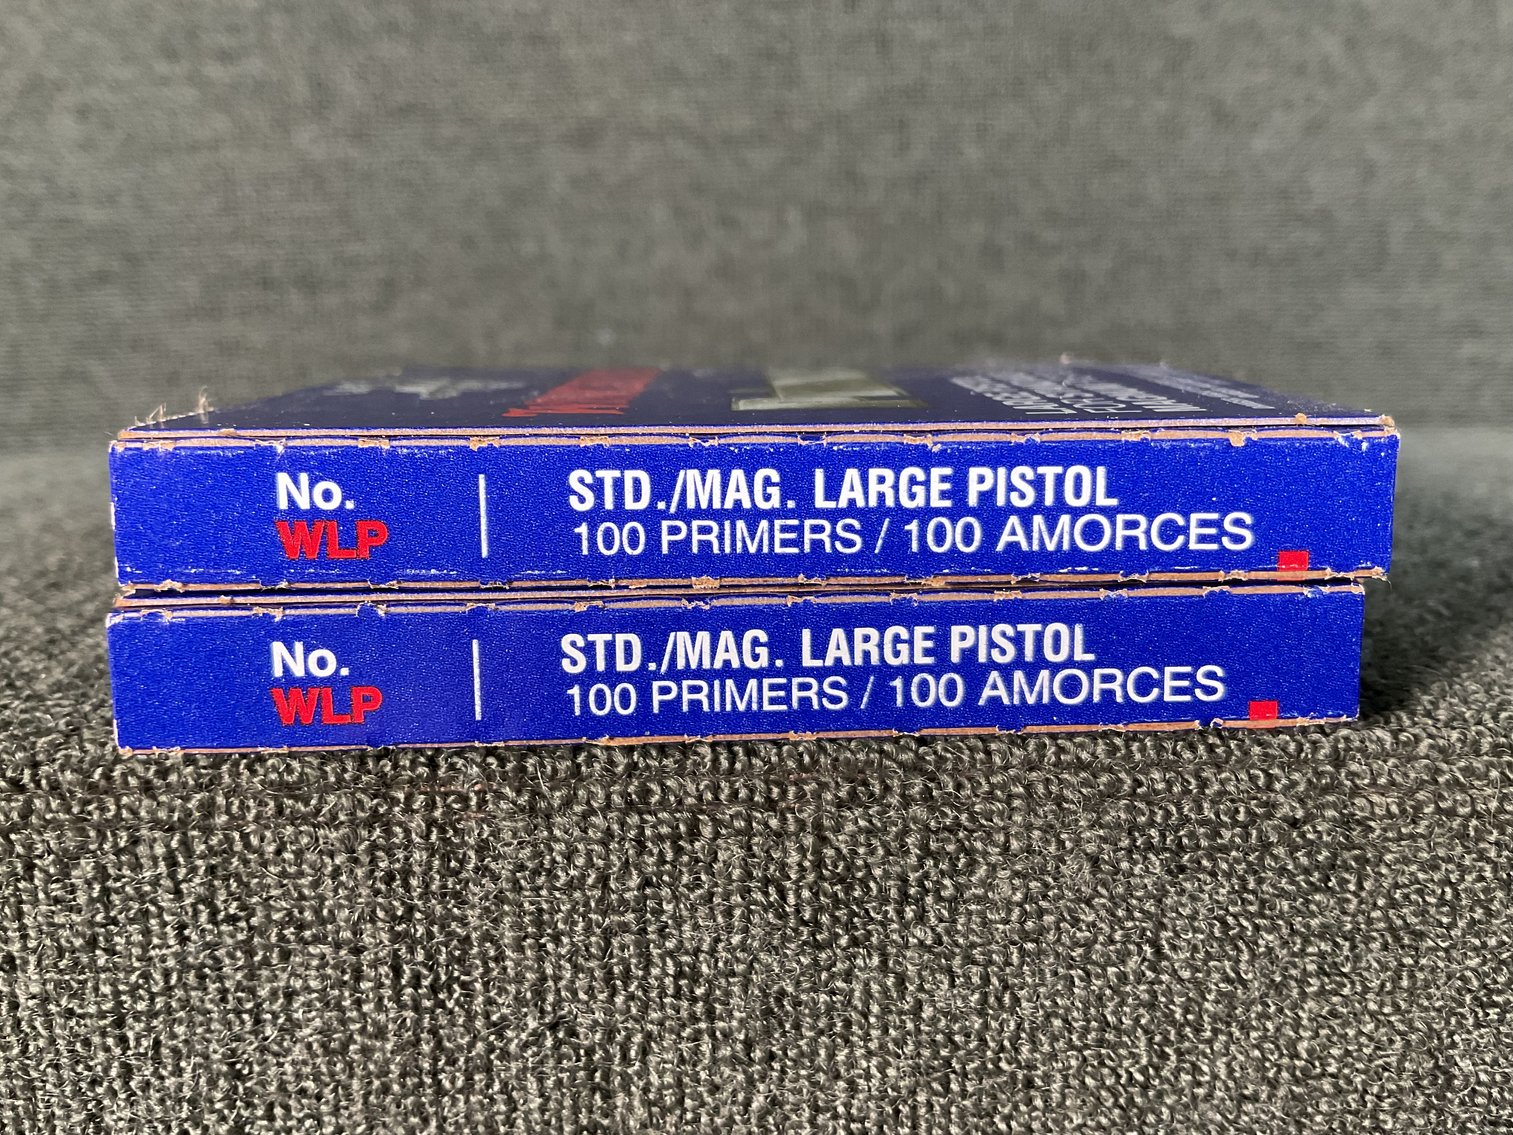 No.
WLP
STD./MAG. LARGE PISTOL
100 PRIMERS / 100 AMORCES
No.
WLP
STD./MAG. LARGE PISTOL
100 PRIMERS / 100 AMORCES